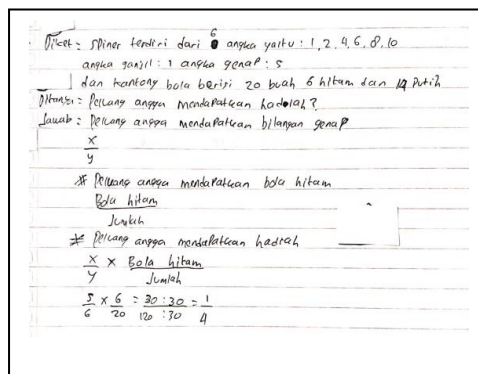 Diket : Spiner terdiri dari 6 angka yaitu : 1, 2, 4, 6, 8, 10
angka ganjil : 1 angka genap : 5
dan kantong bola berisi 20 buah 6 hitam dan 14 putih
Ditanya : Peluang angga mendapatkan hadiah?
Jawab : Peluang angga mendapatkan bilangan genap
x
y
* Peluang angga mendapatkan bola hitam
Bola hitam
Jumlah
* Peluang angga mendapatkan hadiah
x/y × Bola hitam/Jumlah
5/6 × 6/20 = 30 : 30/120 : 30 = 1/4